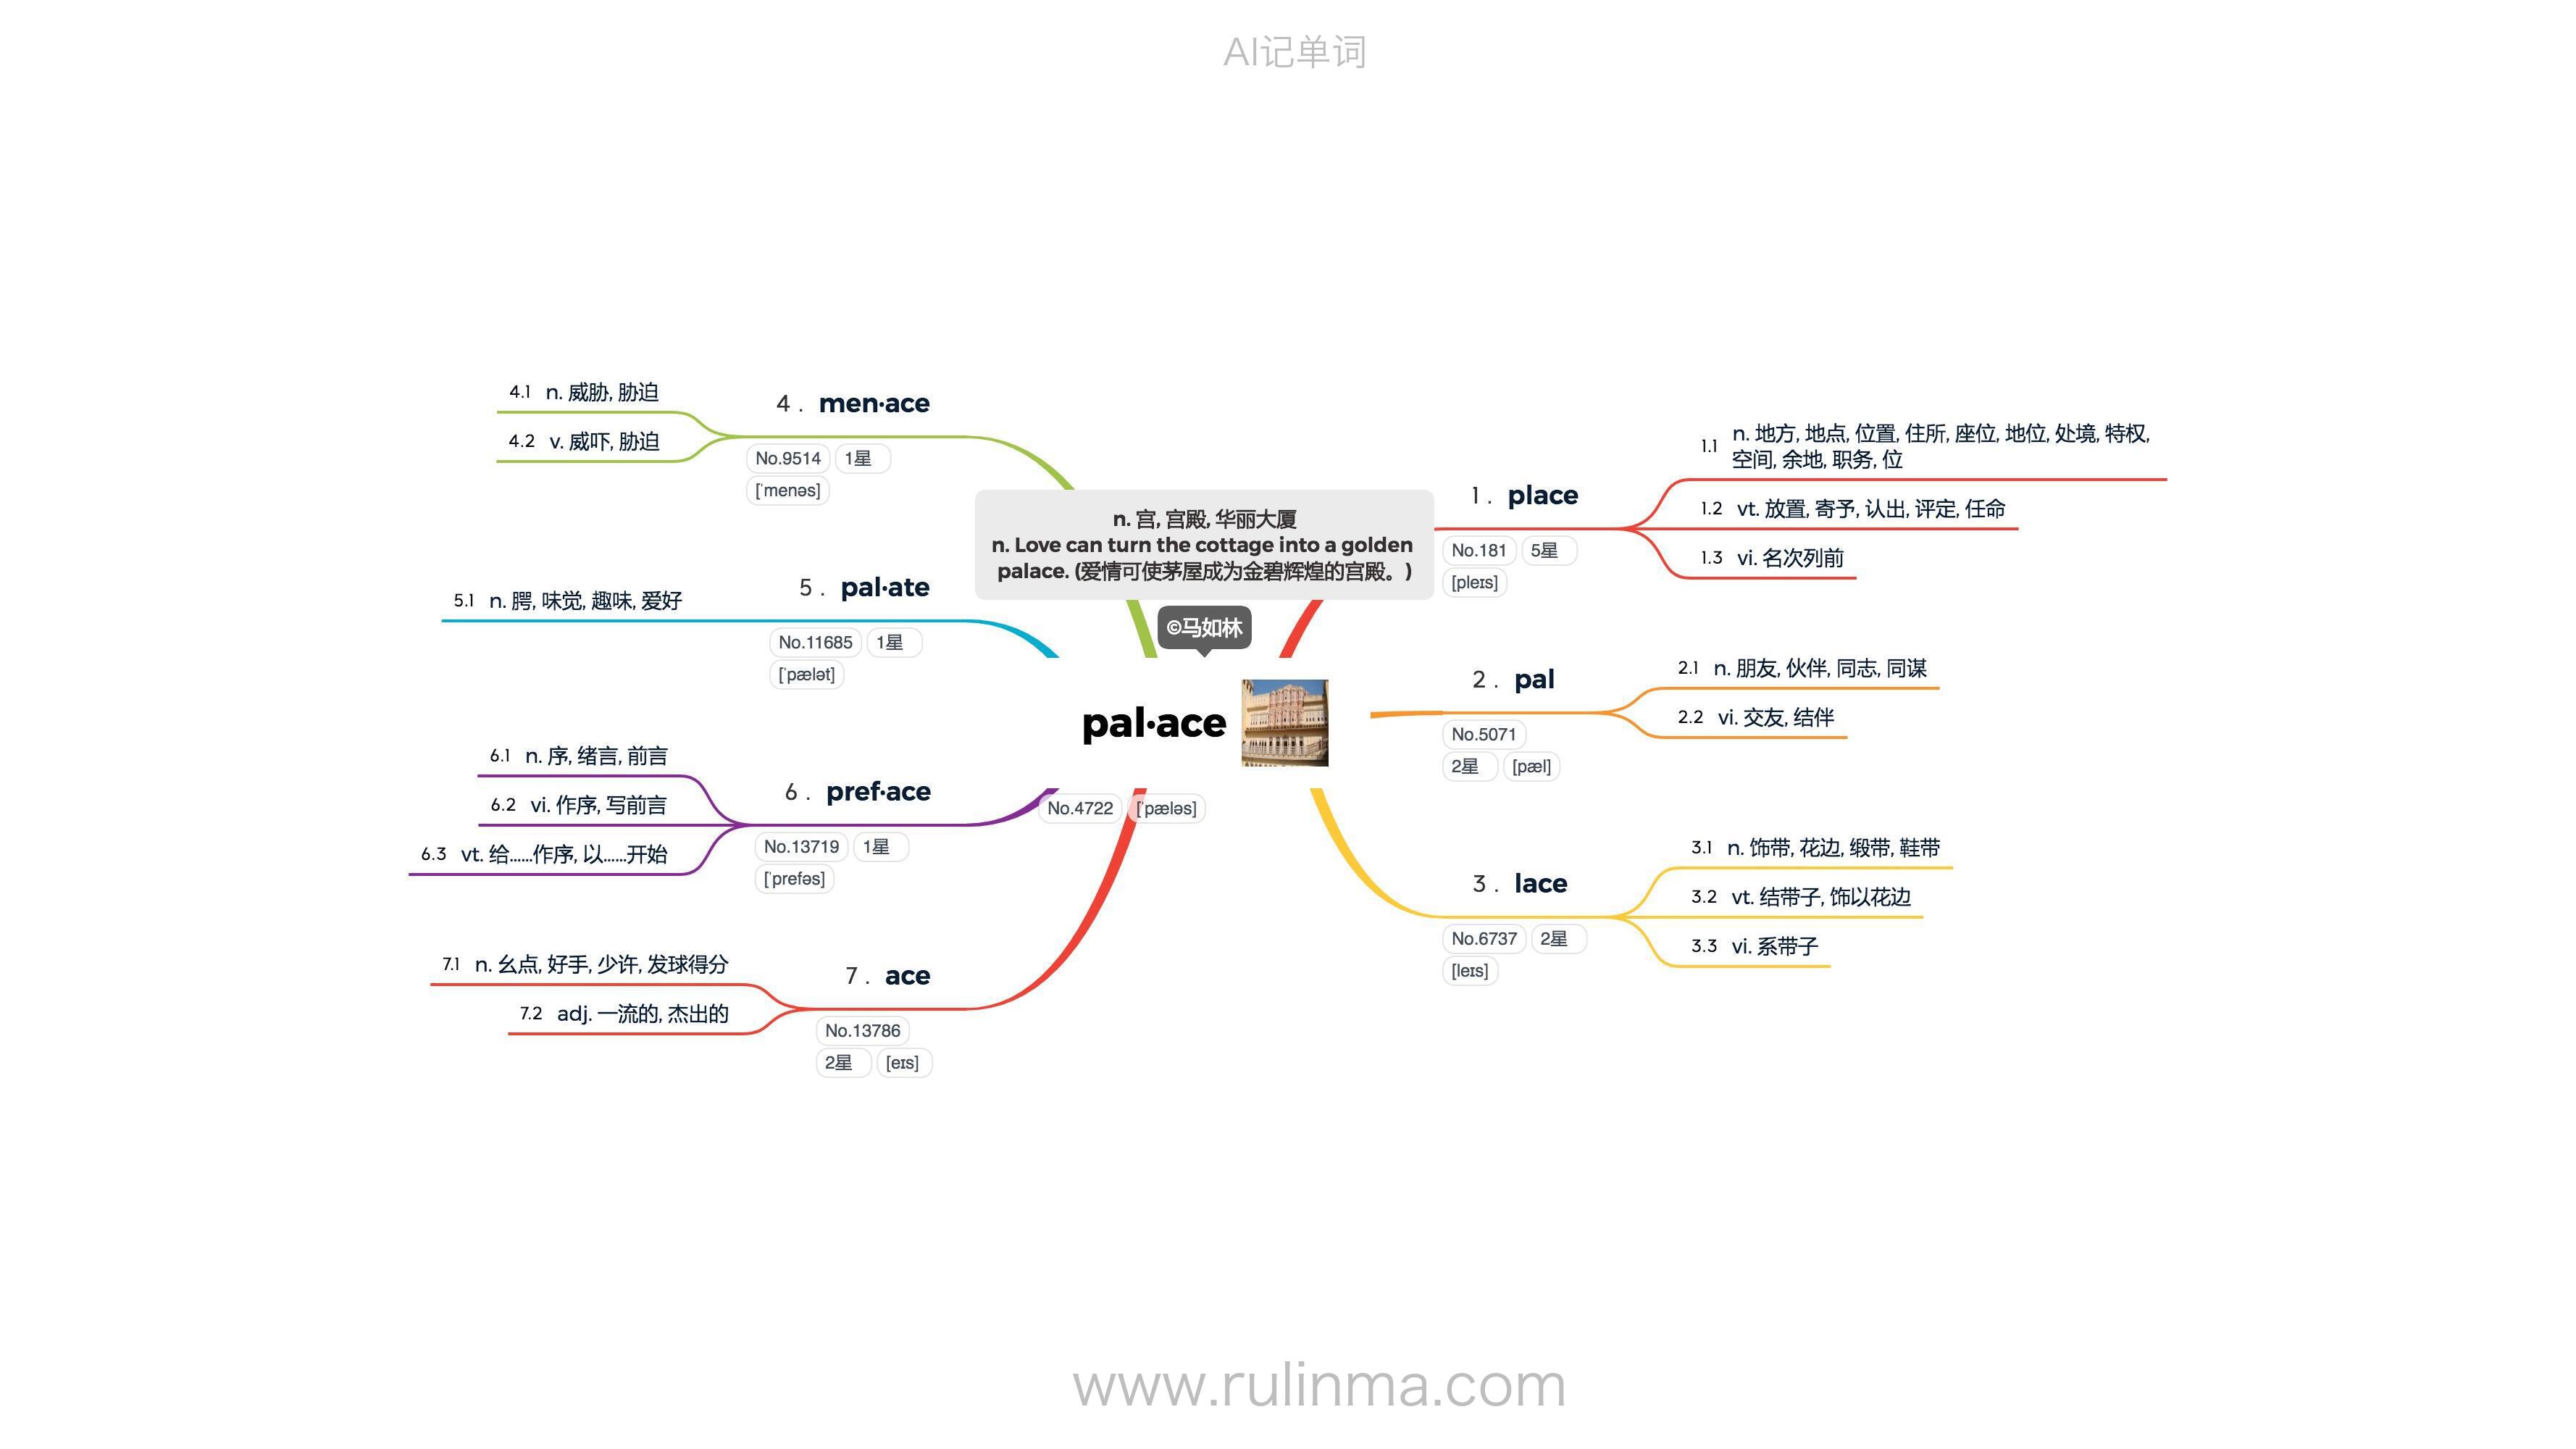 AI记单词
n. 宫, 宫殿, 华丽大厦
n. Love can turn the cottage into a golden
palace. (爱情可使茅屋成为金碧辉煌的宫殿。)
©马如林
pal·ace
No.4722 [ˈpæləs]
1 . place
No.181 5星
[pleɪs]
1.1 n. 地方, 地点, 位置, 住所, 座位, 地位, 处境, 特权,
空间, 余地, 职务, 位
1.2 vt. 放置, 寄予, 认出, 评定, 任命
1.3 vi. 名次列前
2 . pal
No.5071
2星 [pæl]
2.1 n. 朋友, 伙伴, 同志, 同谋
2.2 vi. 交友, 结伴
3 . lace
No.6737 2星
[leɪs]
3.1 n. 饰带, 花边, 缎带, 鞋带
3.2 vt. 结带子, 饰以花边
3.3 vi. 系带子
4 . men·ace
No.9514 1星
[ˈmenəs]
4.1 n. 威胁, 胁迫
4.2 v. 威吓, 胁迫
5 . pal·ate
No.11685 1星
[ˈpælət]
5.1 n. 腭, 味觉, 趣味, 爱好
6 . pref·ace
No.13719 1星
[ˈprefəs]
6.1 n. 序, 绪言, 前言
6.2 vi. 作序, 写前言
6.3 vt. 给……作序, 以……开始
7 . ace
No.13786
2星 [eɪs]
7.1 n. 幺点, 好手, 少许, 发球得分
7.2 adj. 一流的, 杰出的
www.rulinma.com